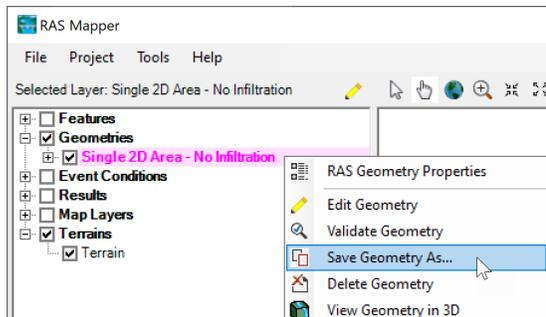 RAS Mapper
File Project Tools Help
Selected Layer: Single 2D Area - No Infiltration
Features
Geometries
Single 2D Area - No Infiltration
Event Conditions
Results
Map Layers
Terrains
Terrain
RAS Geometry Properties
Edit Geometry
Validate Geometry
Save Geometry As...
Delete Geometry
View Geometry in 3D